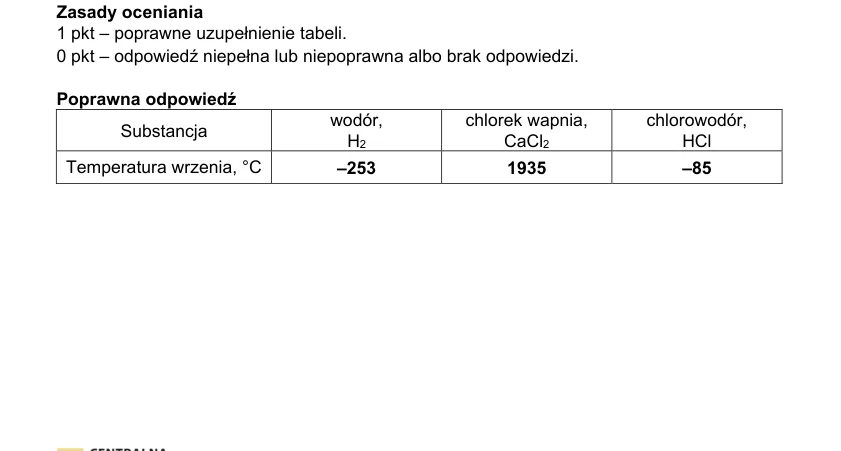 Zasady oceniania
1 pkt – poprawne uzupełnienie tabeli.
0 pkt – odpowiedź niepełna lub niepoprawna albo brak odpowiedzi.
Poprawna odpowiedź
Substancja wodór, H₂ chlorek wapnia, CaCl₂ chlorowodór, HCl
Temperatura wrzenia, °C –253 1935 –85
CENTRALNA